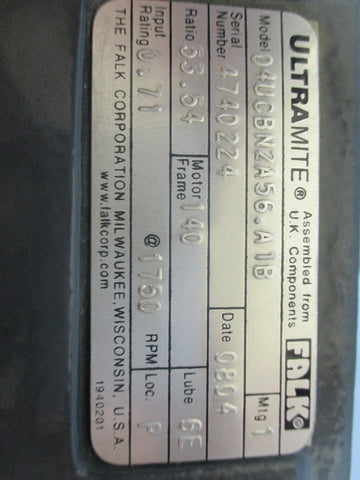 ULTRAMITE® Assembled from U.K. Components FALK®
Model 04UCBN2A56.A1B Mtg 1
Serial Number 4740224 Date 0804
Ratio 53.54 Motor Frame 140 Lube 6E
Input Rating 0.71 @ 1750 RPM Loc. P
THE FALK CORPORATION MILWAUKEE, WISCONSIN, U.S.A.
www.falkcorp.com 1940201